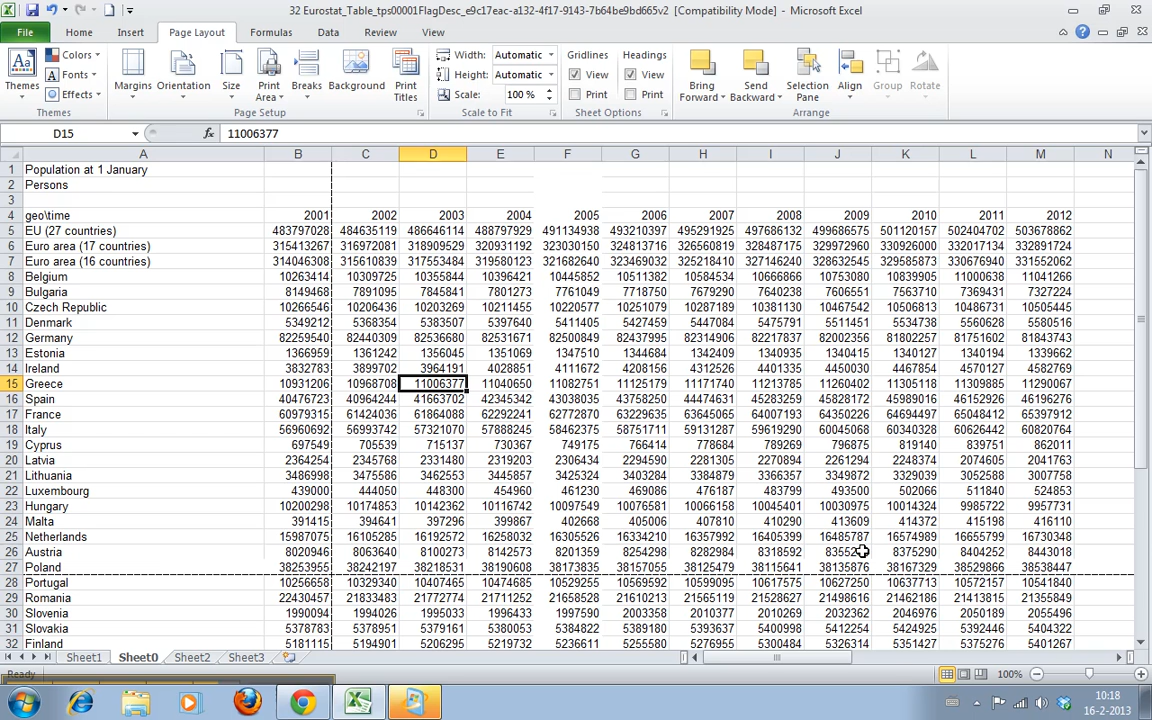 32 Eurostat_Table_tps00001FlagDesc_e9c17eac-a132-4f17-9143-7b64be9bd665v2 [Compatibility Mode] - Microsoft Excel
File Home Insert Page Layout Formulas Data Review View
Themes Colors Fonts Effects Margins Orientation Size Print Area Breaks Background Print Titles Width: Automatic Height: Automatic Scale: 100 % Gridlines View Print Headings View Print Bring Forward Send Backward Selection Pane Align Group Rotate
Themes Page Setup Scale to Fit Sheet Options Arrange
D15 fx 11006377
A B C D E F G H I J K L M N
1 Population at 1 January
2 Persons
3
4 geo\time 2001 2002 2003 2004 2005 2006 2007 2008 2009 2010 2011 2012
5 EU (27 countries) 483797028 484635119 486646114 488797929 491134938 493210397 495291925 497686132 499686575 501120157 502404702 503678862
6 Euro area (17 countries) 315413267 316972081 318909529 320931192 323030150 324813716 326560819 328487175 329972960 330926000 332017134 332891724
7 Euro area (16 countries) 314046308 315610839 317553484 319580123 321682640 323469032 325218410 327146240 328632545 329585873 330676940 331552062
8 Belgium 10263414 10309725 10355844 10396421 10445852 10511382 10584534 10666866 10753080 10839905 11000638 11041266
9 Bulgaria 8149468 7891095 7845841 7801273 7761049 7718750 7679290 7640238 7606551 7563710 7369431 7327224
10 Czech Republic 10266546 10206436 10203269 10211455 10220577 10251079 10287189 10381130 10467542 10506813 10486731 10505445
11 Denmark 5349212 5368354 5383507 5397640 5411405 5427459 5447084 5475791 5511451 5534738 5560628 5580516
12 Germany 82259540 82440309 82536680 82531671 82500849 82437995 82314906 82217837 82002356 81802257 81751602 81843743
13 Estonia 1366959 1361242 1356045 1351069 1347510 1344684 1342409 1340935 1340415 1340127 1340194 1339662
14 Ireland 3832783 3899702 3964191 4028851 4111672 4208156 4312526 4401335 4450030 4467854 4570727 4582769
15 Greece 10931206 10968708 11006377 11040650 11082751 11125179 11171740 11213785 11260402 11305118 11309885 11290067
16 Spain 40476723 40964244 41663702 42345342 43038035 43758250 44474631 45283259 45828172 45989016 46152926 46196276
17 France 60979315 61424036 61864088 62292241 62772870 63229635 63645065 64007193 64350226 64694497 65048412 65397912
18 Italy 56960692 56993742 57321070 57888245 58462375 58751711 59131287 59619290 60045068 60340328 60626442 60820764
19 Cyprus 697549 705539 715137 730367 749175 766414 778684 789269 796875 819140 839751 862011
20 Latvia 2364254 2345768 2331480 2319203 2306434 2294590 2281305 2270894 2261294 2248374 2074605 2041763
21 Lithuania 3486998 3475586 3462553 3445857 3425324 3403284 3384879 3366357 3349872 3329039 3052588 3007758
22 Luxembourg 439000 444050 448300 454960 461230 469086 476187 483799 493500 502066 511840 524853
23 Hungary 10200298 10174853 10142362 10116742 10097549 10076581 10066158 10045401 10030975 10014324 9985722 9957731
24 Malta 391415 394641 397296 399867 402668 405006 407810 410290 413609 414372 415198 416110
25 Netherlands 15987075 16105285 16192572 16258032 16305526 16334210 16357992 16405399 16485787 16574989 16655799 16730348
26 Austria 8020946 8063640 8100273 8142573 8201359 8254298 8282984 8318592 8375290 8404252 8443018
27 Poland 38253955 38242197 38218531 38190608 38173835 38157055 38125479 38115641 38135876 38167329 38529866 38538447
28 Portugal 10256658 10329340 10407465 10474685 10529255 10569592 10599095 10617575 10627250 10637713 10572157 10541840
29 Romania 22430457 21833483 21772774 21711252 21658528 21610213 21565119 21528627 21498616 21462186 21413815 21355849
30 Slovenia 1990094 1994026 1995033 1996433 1997590 2003358 2010377 2010269 2032362 2046976 2050189 2055496
31 Slovakia 5378783 5378951 5379161 5380053 5384822 5389180 5393637 5400998 5412254 5424925 5392446 5404322
32 Finland 5181115 5194901 5206295 5219732 5236611 5255580 5276955 5300484 5326314 5351427 5375276 5401267
Sheet1 Sheet0 Sheet2 Sheet3
Ready 100%
10:18
16-2-2013